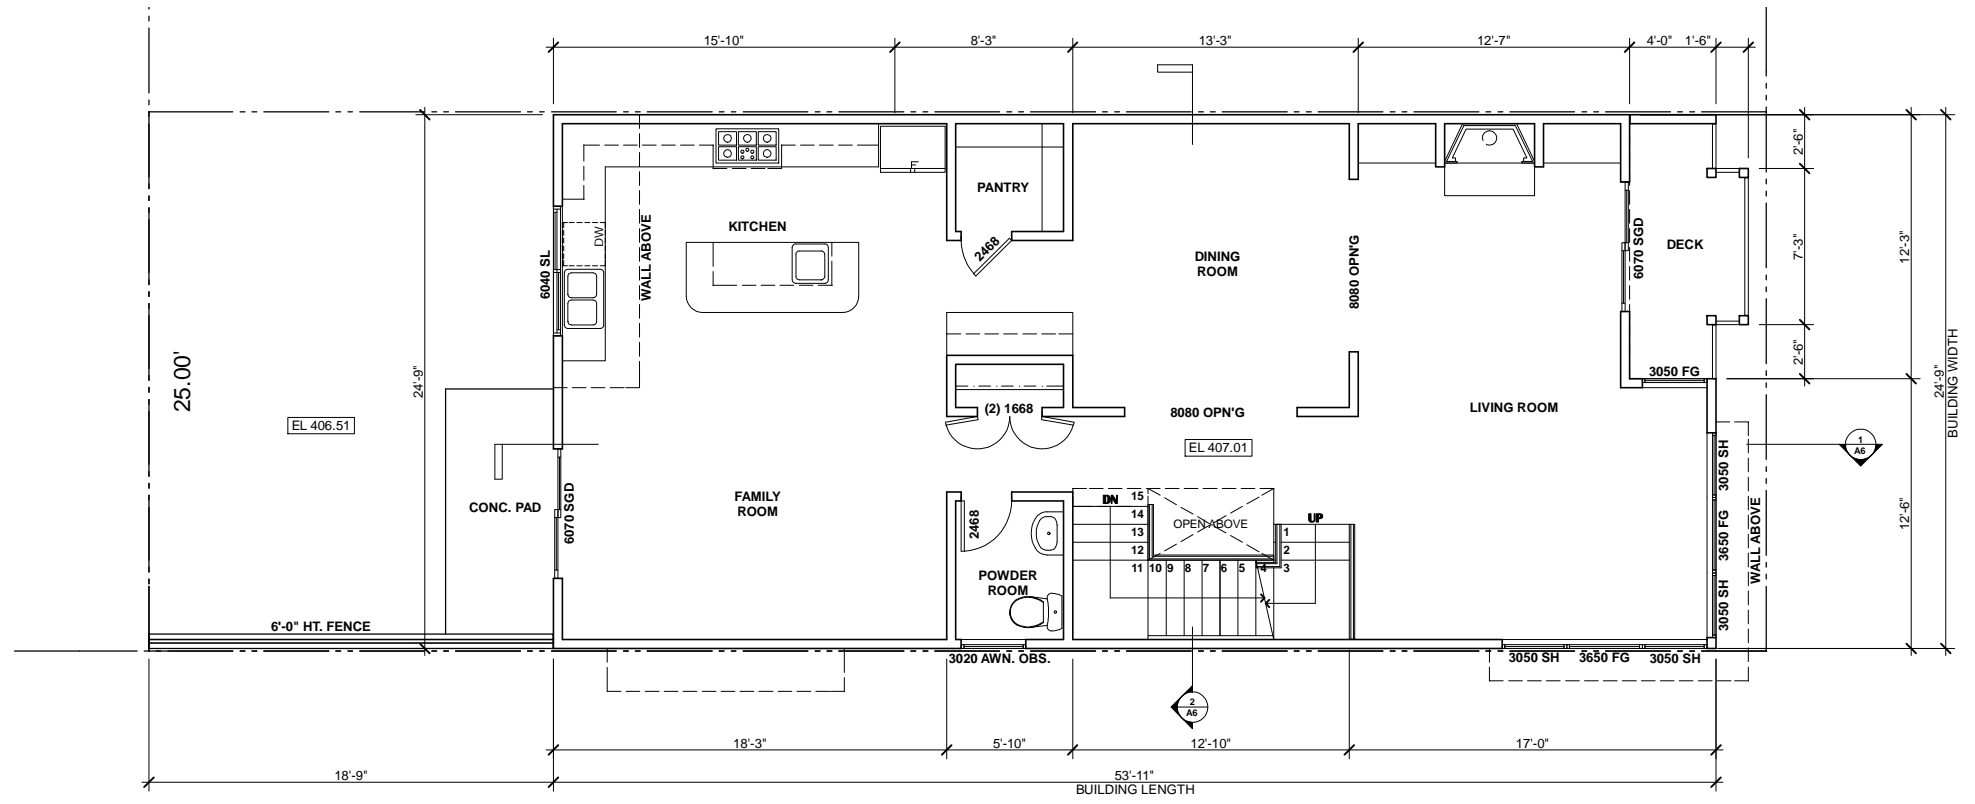 15'-10"
8'-3"
13'-3"
12'-7"
4'-0"
1'-6"
2'-6"
7'-3"
2'-6"
12'-3"
12'-6"
24'-9"
BUILDING WIDTH
25.00'
24'-9"
EL 406.51
CONC. PAD
6'-0" HT. FENCE
6040 SL
DW
WALL ABOVE
KITCHEN
F
PANTRY
2468
DINING
ROOM
8080 OPN'G
6070 SGD
DECK
3050 FG
(2) 1668
8080 OPN'G
EL 407.01
LIVING ROOM
6070 SGD
FAMILY
ROOM
2468
POWDER
ROOM
3020 AWN. OBS.
DN
15
14
13
12
11
10
9
8
7
6
5
4
3
2
1
UP
OPEN ABOVE
3050 SH
3650 FG
3050 SH
WALL ABOVE
3050 SH
3650 FG
3050 SH
1
A6
2
A6
18'-3"
5'-10"
12'-10"
17'-0"
18'-9"
53'-11"
BUILDING LENGTH